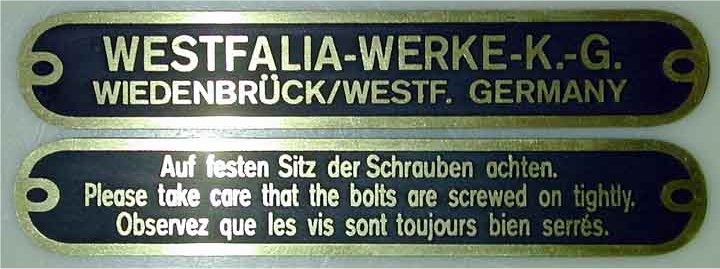 WESTFALIA-WERKE-K.-G.
WIEDENBRÜCK/WESTF. GERMANY
Auf festen Sitz der Schrauben achten.
Please take care that the bolts are screwed on tightly.
Observez que les vis sont toujours bien serrés.